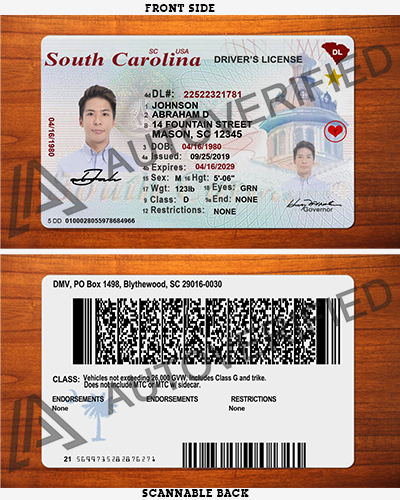 FRONT SIDE
South Carolina
SC USA
DRIVER'S LICENSE
DL
4d DL#: 22522321781
1 JOHNSON
2 ABRAHAM D
8 14 FOUNTAIN STREET
MASON, SC 12345
3 DOB: 04/16/1980
4a Issued: 09/25/2019
4b Expires: 04/16/2029
15 Sex: M 16 Hgt: 5'-06"
17 Wgt: 123lb 18 Eyes: GRN
9 Class: D 9a End: NONE
12 Restrictions: NONE
04/16/1980
Governor
5 DD 0100028055978684966
AUTOVERIFIED
DMV, PO Box 1498, Blythewood, SC 29016-0030
CLASS: Vehicles not exceeding 26,000 GVW. Includes Class G and trike.
Does not include MTC or MTC w/ sidecar.
ENDORSEMENTS ENDORSEMENTS RESTRICTIONS
None None
21
AUTOVERIFIED
SCANNABLE BACK